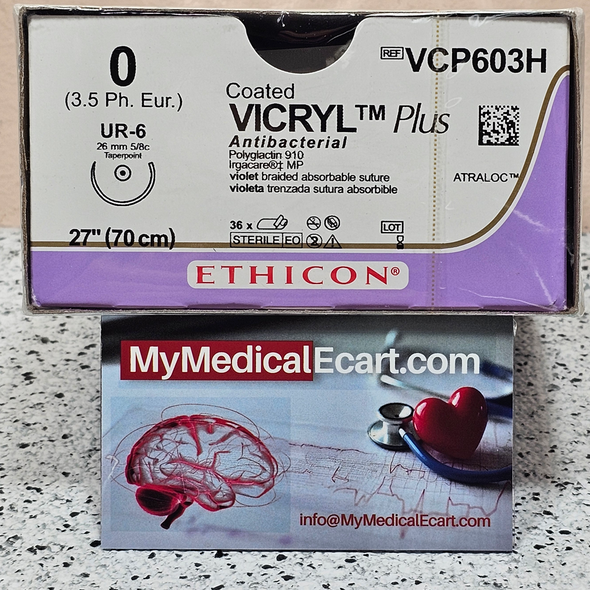 0
(3.5 Ph. Eur.)
UR-6
26 mm 5/8c
Taperpoint
27" (70 cm)
REF VCP603H
Coated
VICRYL™ Plus
Antibacterial
Polyglactin 910
Irgacare®‡ MP
violet braided absorbable suture
violeta trenzada sutura absorbible
ATRALOC™
36 x
STERILE EO
LOT
ETHICON®
MyMedicalEcart.com
info@MyMedicalEcart.com